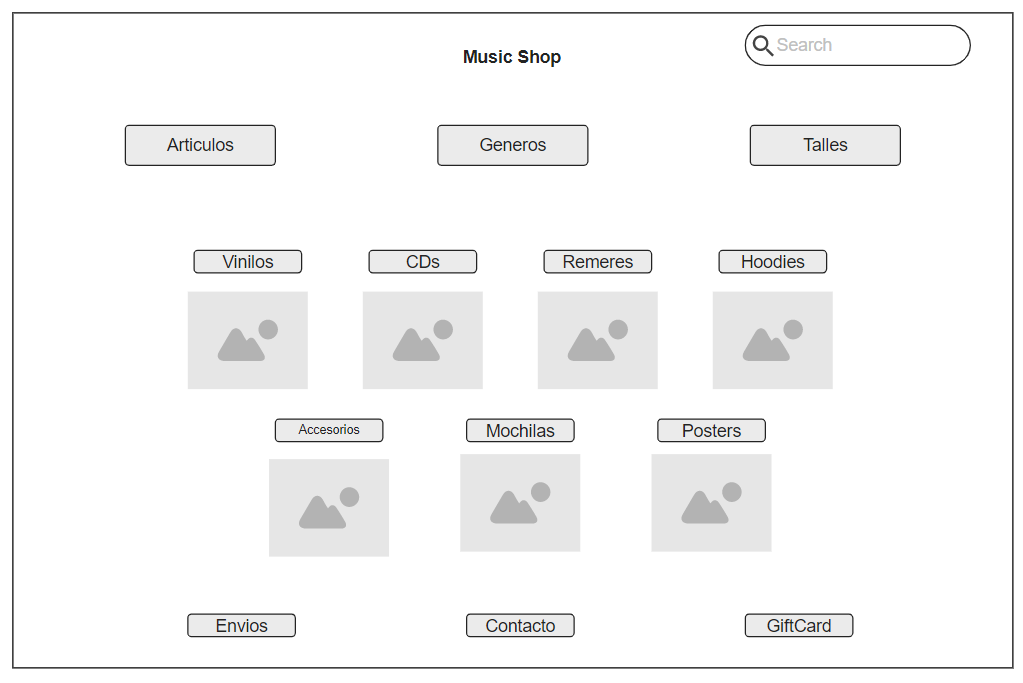 Music Shop
Search
Articulos
Generos
Talles
Vinilos
CDs
Remeres
Hoodies
Accesorios
Mochilas
Posters
Envios
Contacto
GiftCard